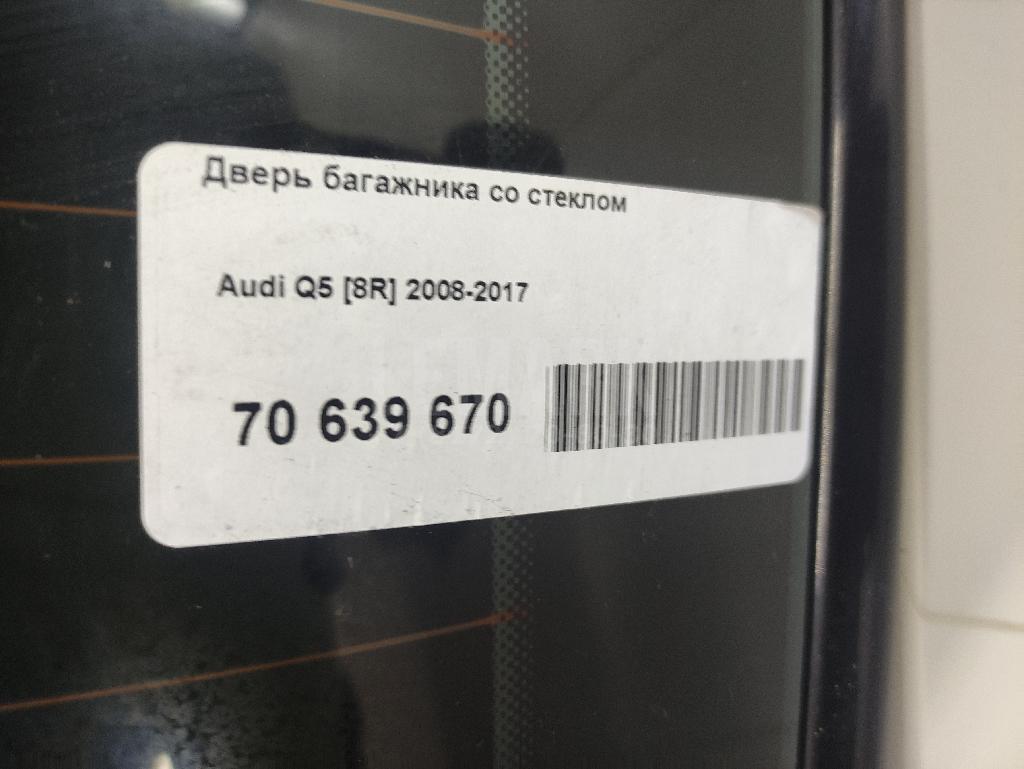 Дверь багажника со стеклом
Audi Q5 [8R] 2008-2017
70 639 670